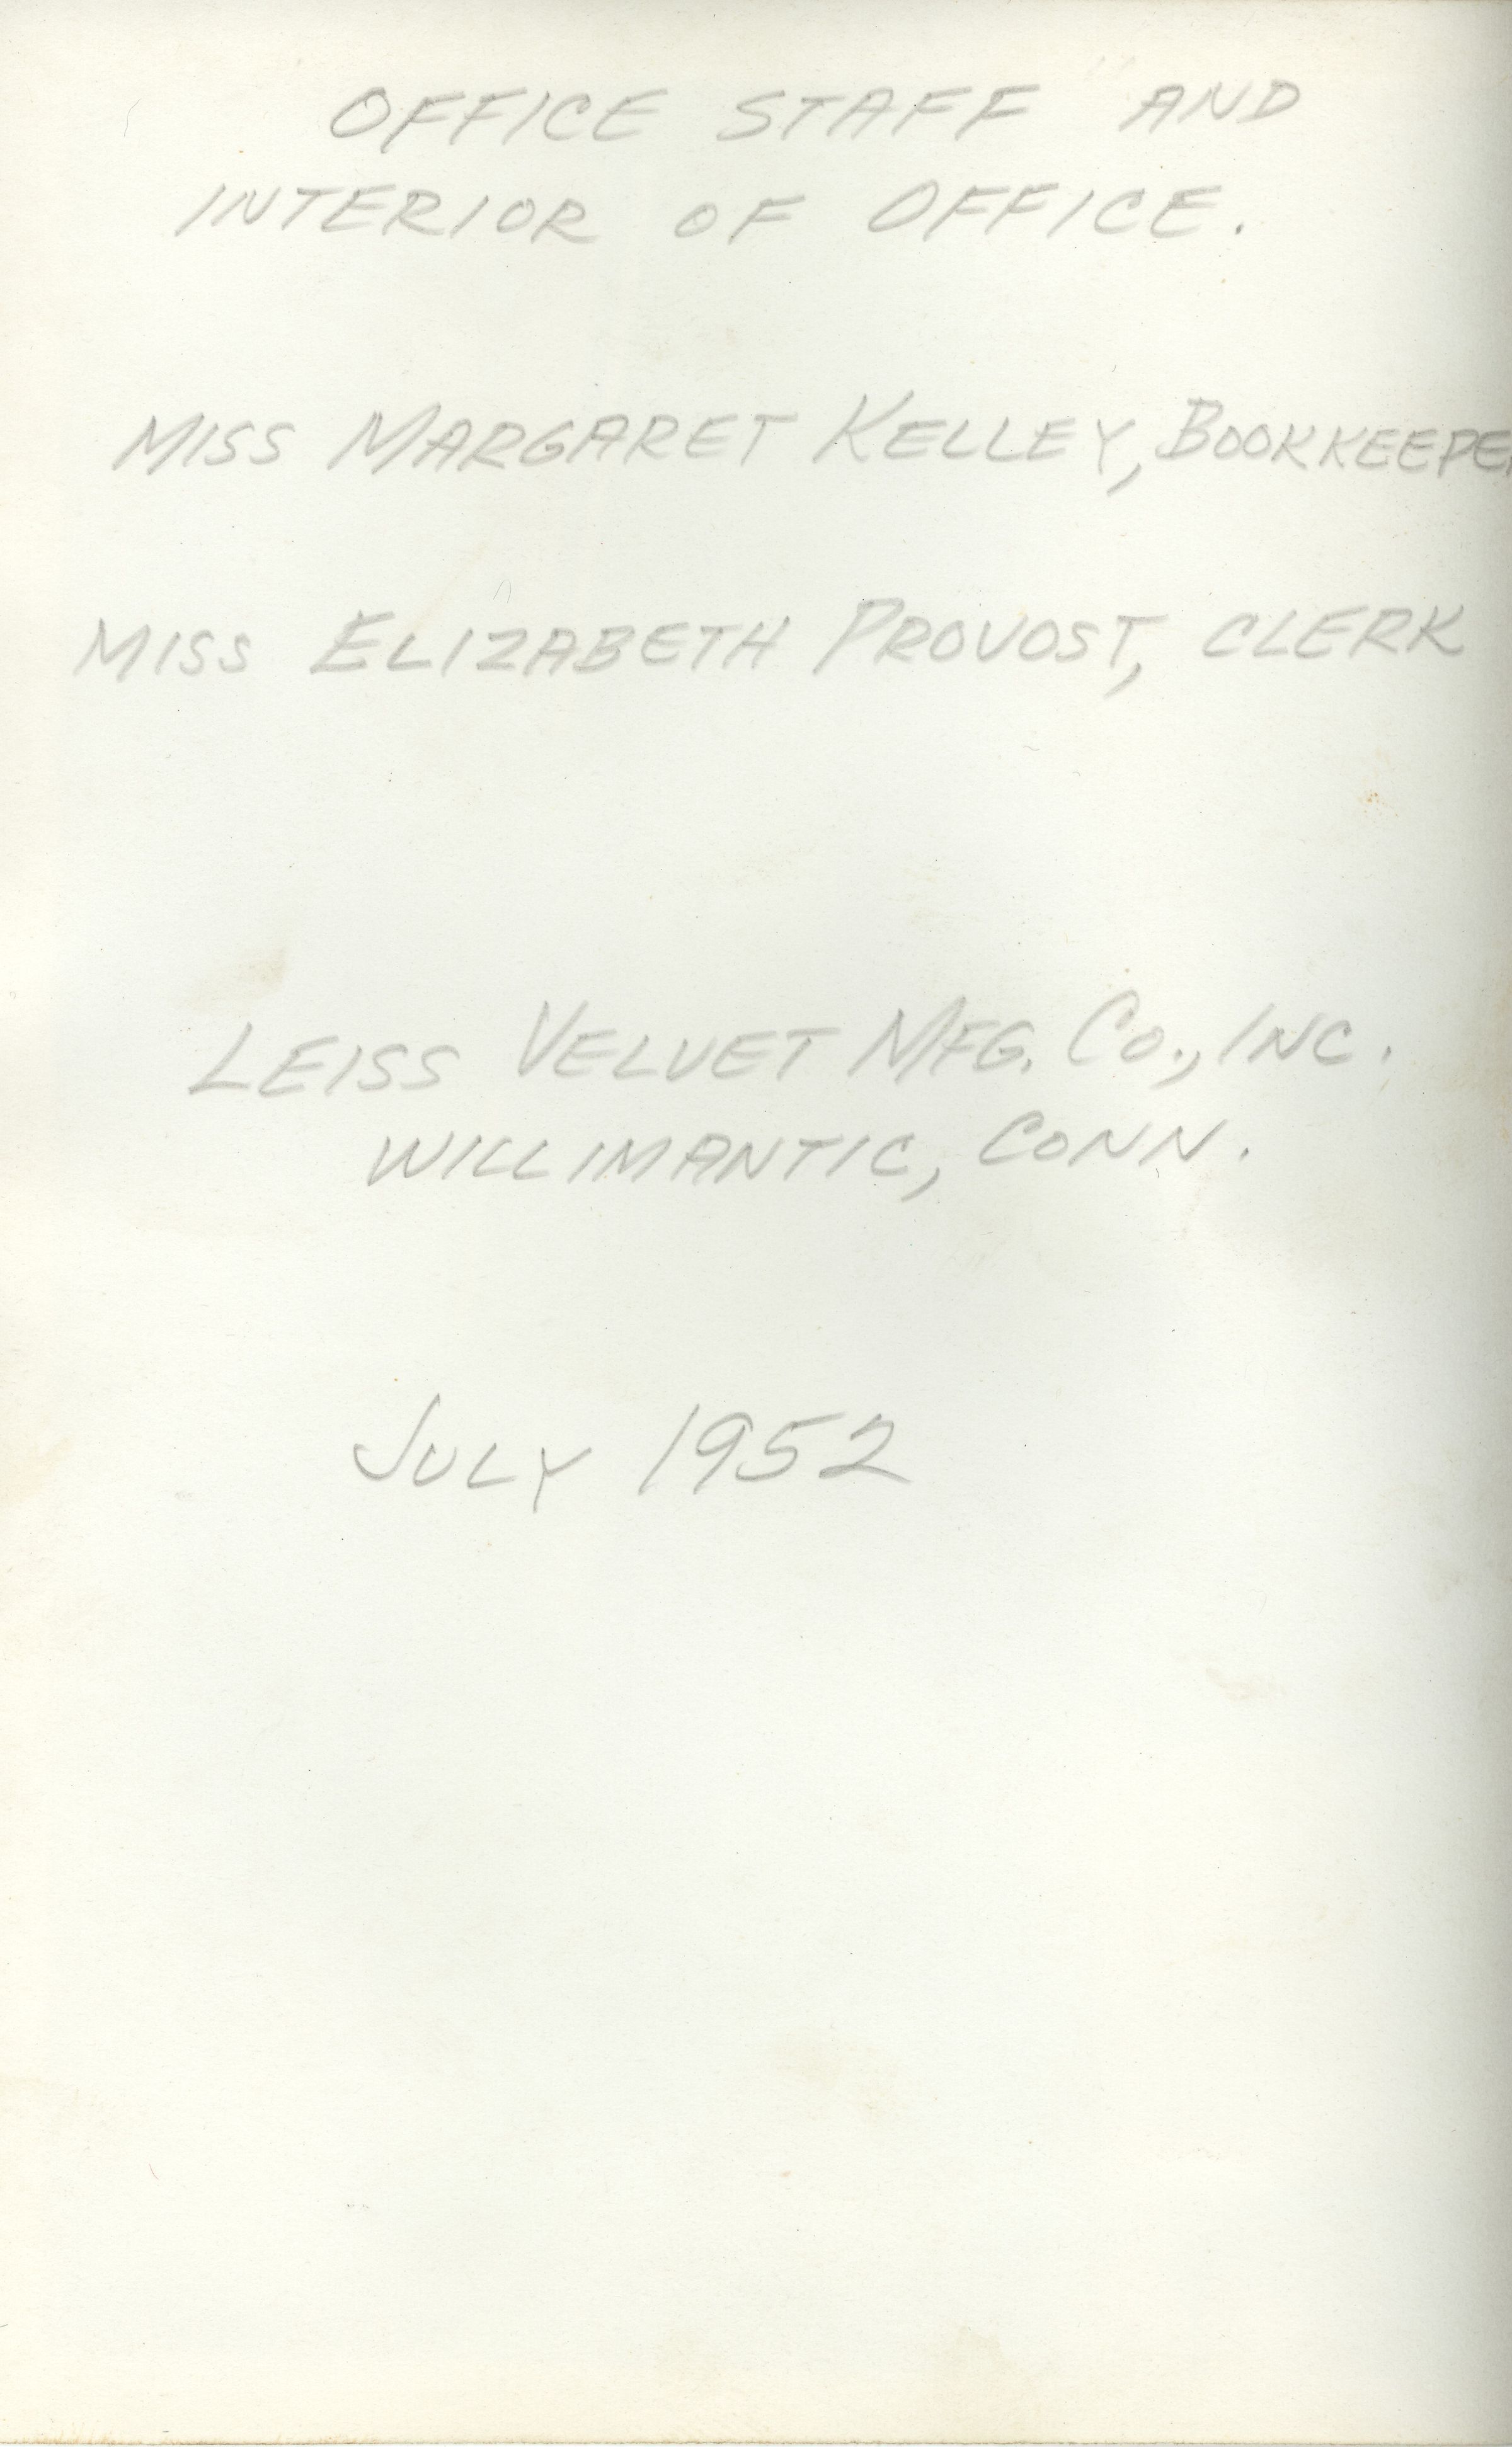 OFFICE STAFF AND
INTERIOR OF OFFICE.
MISS MARGARET KELLEY, BOOKKEEPER
MISS ELIZABETH PROVOST, CLERK
LEISS VELVET MFG. CO., INC.
WILLIMANTIC, CONN.
JULY 1952